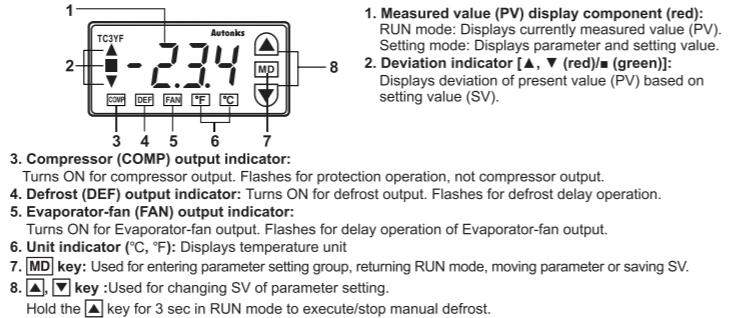 1
TC3YF
Autonics
2
-23.4
MD
8
COMP DEF FAN °F °C
3 4 5 6 7
1. Measured value (PV) display component (red):
RUN mode: Displays currently measured value (PV).
Setting mode: Displays parameter and setting value.
2. Deviation indicator [▲, ▼ (red)/■ (green)]:
Displays deviation of present value (PV) based on
setting value (SV).
3. Compressor (COMP) output indicator:
Turns ON for compressor output. Flashes for protection operation, not compressor output.
4. Defrost (DEF) output indicator: Turns ON for defrost output. Flashes for defrost delay operation.
5. Evaporator-fan (FAN) output indicator:
Turns ON for Evaporator-fan output. Flashes for delay operation of Evaporator-fan output.
6. Unit indicator (℃, ℉): Displays temperature unit
7. MD key: Used for entering parameter setting group, returning RUN mode, moving parameter or saving SV.
8. ▲, ▼ key :Used for changing SV of parameter setting.
Hold the ▲ key for 3 sec in RUN mode to execute/stop manual defrost.